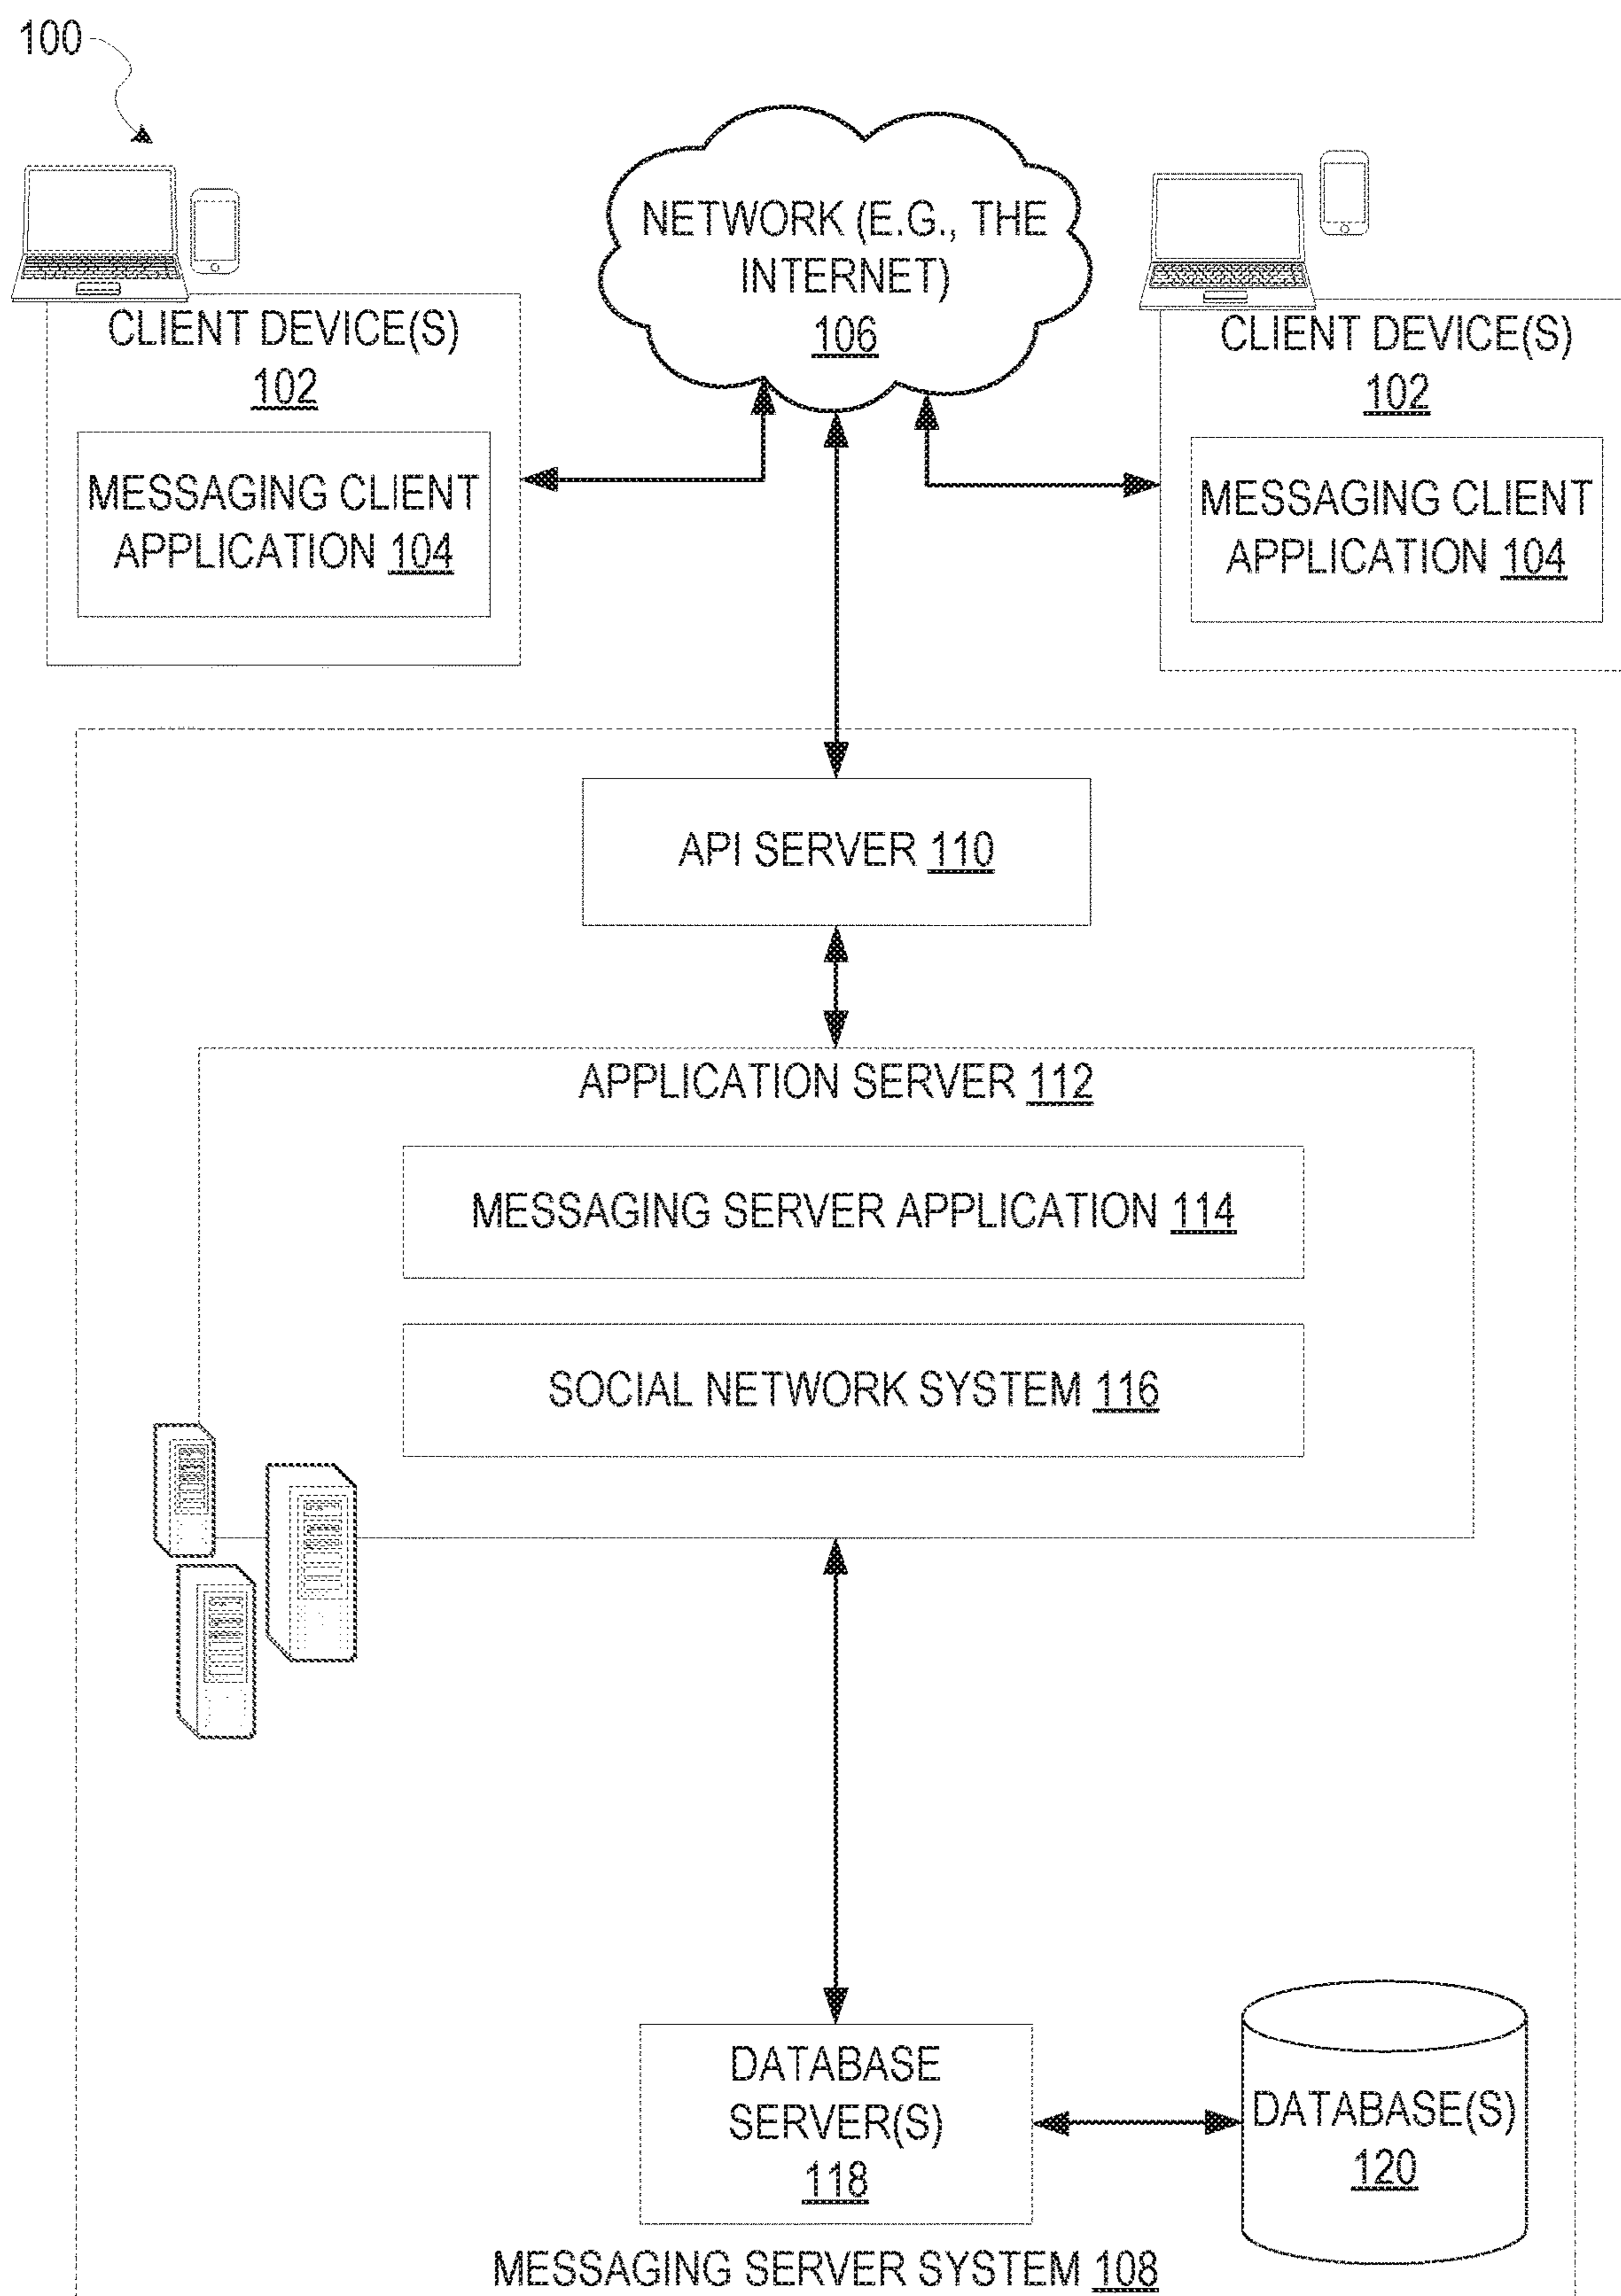 100
NETWORK (E.G., THE
INTERNET)
106
CLIENT DEVICE(S)
102
MESSAGING CLIENT
APPLICATION 104
CLIENT DEVICE(S)
102
MESSAGING CLIENT
APPLICATION 104
API SERVER 110
APPLICATION SERVER 112
MESSAGING SERVER APPLICATION 114
SOCIAL NETWORK SYSTEM 116
DATABASE
SERVER(S)
118
DATABASE(S)
120
MESSAGING SERVER SYSTEM 108